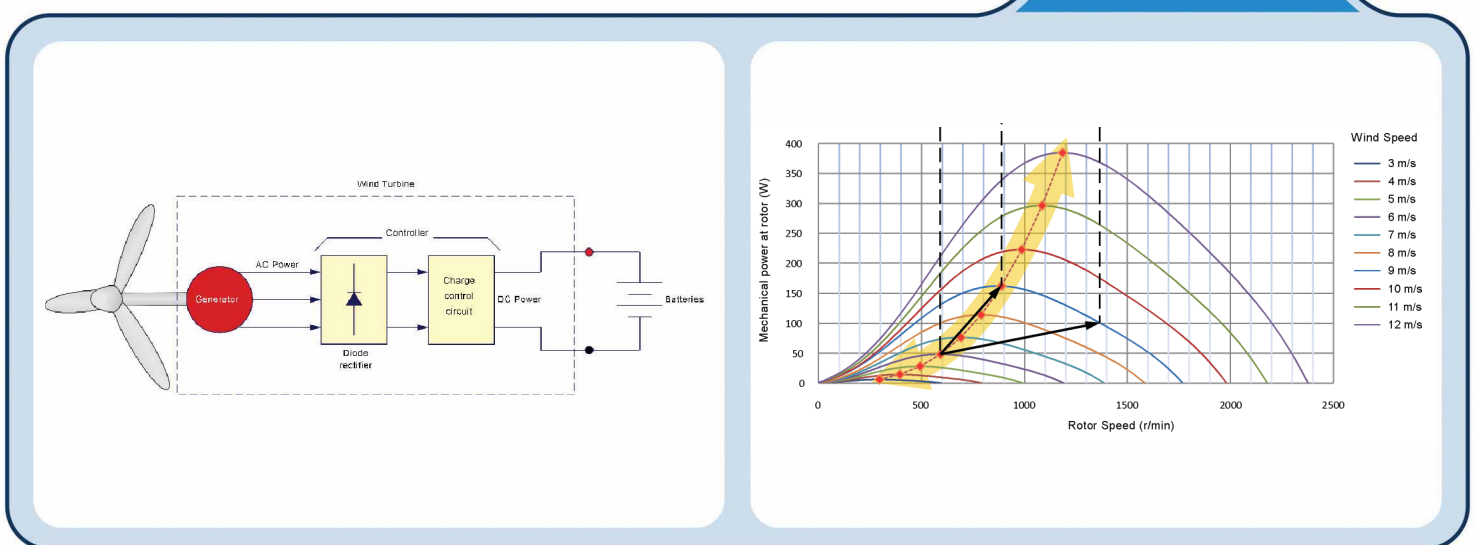 Wind Turbine
Controller
AC Power
Generator
Diode
rectifier
Charge
control
circuit
DC Power
Batteries
Mechanical power at rotor (W)
400
350
300
250
200
150
100
50
0
0 500 1000 1500 2000 2500
Rotor Speed (r/min)
Wind Speed
3 m/s
4 m/s
5 m/s
6 m/s
7 m/s
8 m/s
9 m/s
10 m/s
11 m/s
12 m/s